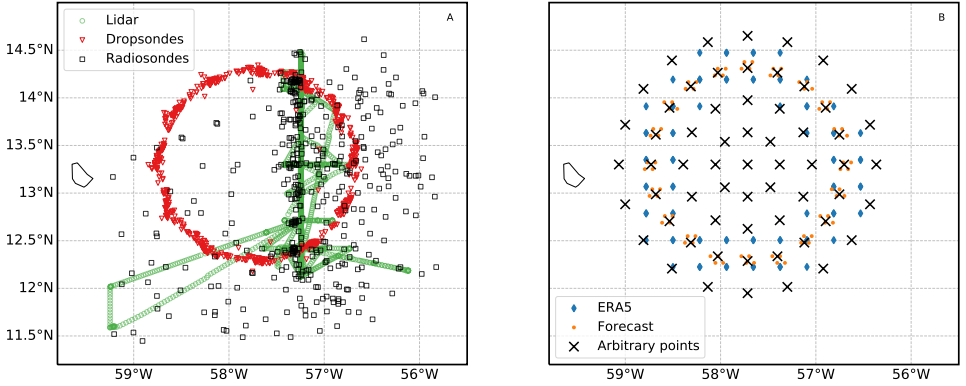 Lidar
Dropsondes
Radiosondes
A
14.5°N
14°N
13.5°N
13°N
12.5°N
12°N
11.5°N
59°W 58°W 57°W 56°W
B
ERA5
Forecast
Arbitrary points
59°W 58°W 57°W 56°W